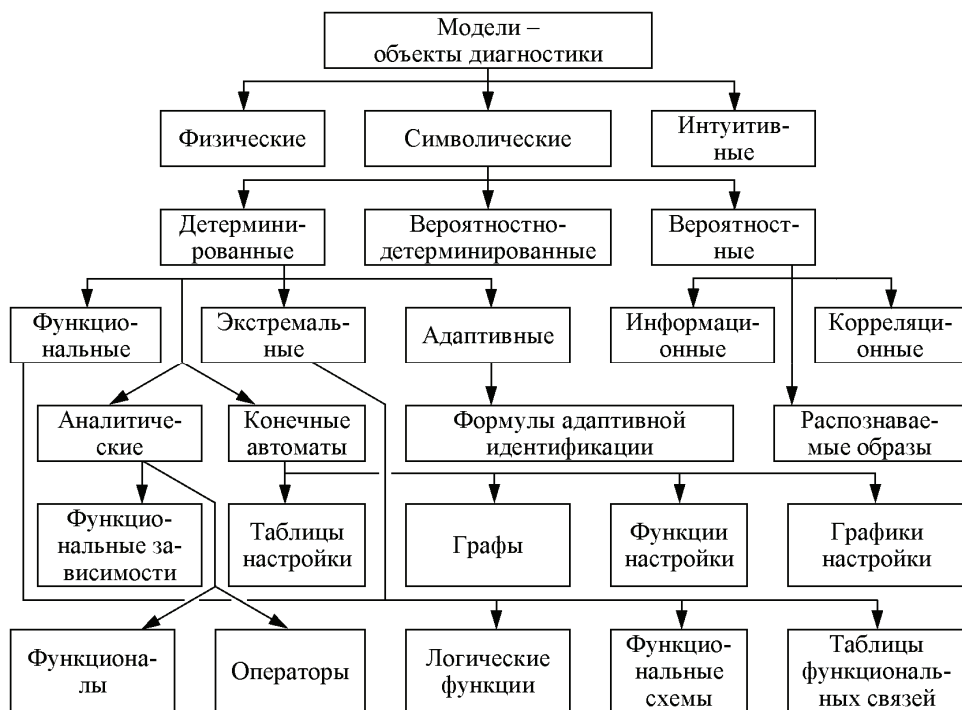 Модели –
объекты диагностики
Физические
Символические
Интуитив-
ные
Детермини-
рованные
Вероятностно-
детерминированные
Вероятност-
ные
Функцио-
нальные
Экстремаль-
ные
Адаптивные
Информаци-
онные
Корреляци-
онные
Аналитиче-
ские
Конечные
автоматы
Формулы адаптивной
идентификации
Распознавае-
мые образы
Функцио-
нальные за-
висимости
Таблицы
настройки
Графы
Функции
настройки
Графики
настройки
Функциона-
лы
Операторы
Логические
функции
Функцио-
нальные
схемы
Таблицы
функциональ-
ных связей